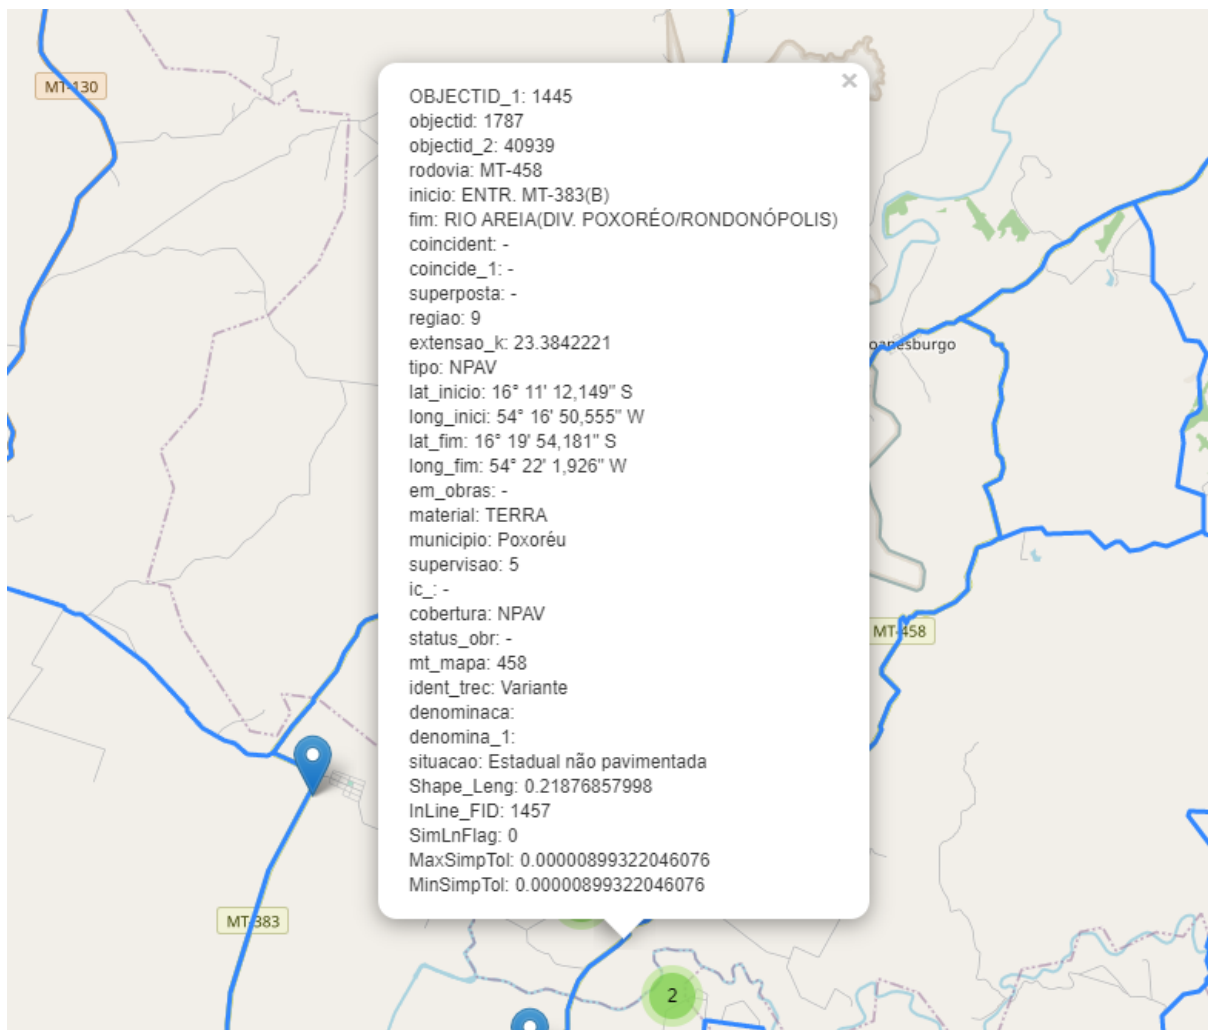 MT-130
×
OBJECTID_1: 1445
objectid: 1787
objectid_2: 40939
rodovia: MT-458
inicio: ENTR. MT-383(B)
fim: RIO AREIA(DIV. POXORÉO/RONDONÓPOLIS)
coincident: -
coincide_1: -
superposta: -
regiao: 9
extensao_k: 23.3842221
tipo: NPAV
lat_inicio: 16° 11' 12,149" S
long_inici: 54° 16' 50,555" W
lat_fim: 16° 19' 54,181" S
long_fim: 54° 22' 1,926" W
em_obras: -
material: TERRA
municipio: Poxoréu
supervisao: 5
ic_: -
cobertura: NPAV
status_obr: -
mt_mapa: 458
ident_trec: Variante
denominaca:
denomina_1:
situacao: Estadual não pavimentada
Shape_Leng: 0.21876857998
InLine_FID: 1457
SimLnFlag: 0
MaxSimpTol: 0.00000899322046076
MinSimpTol: 0.00000899322046076
oanesburgo
MT-458
MT-383
2